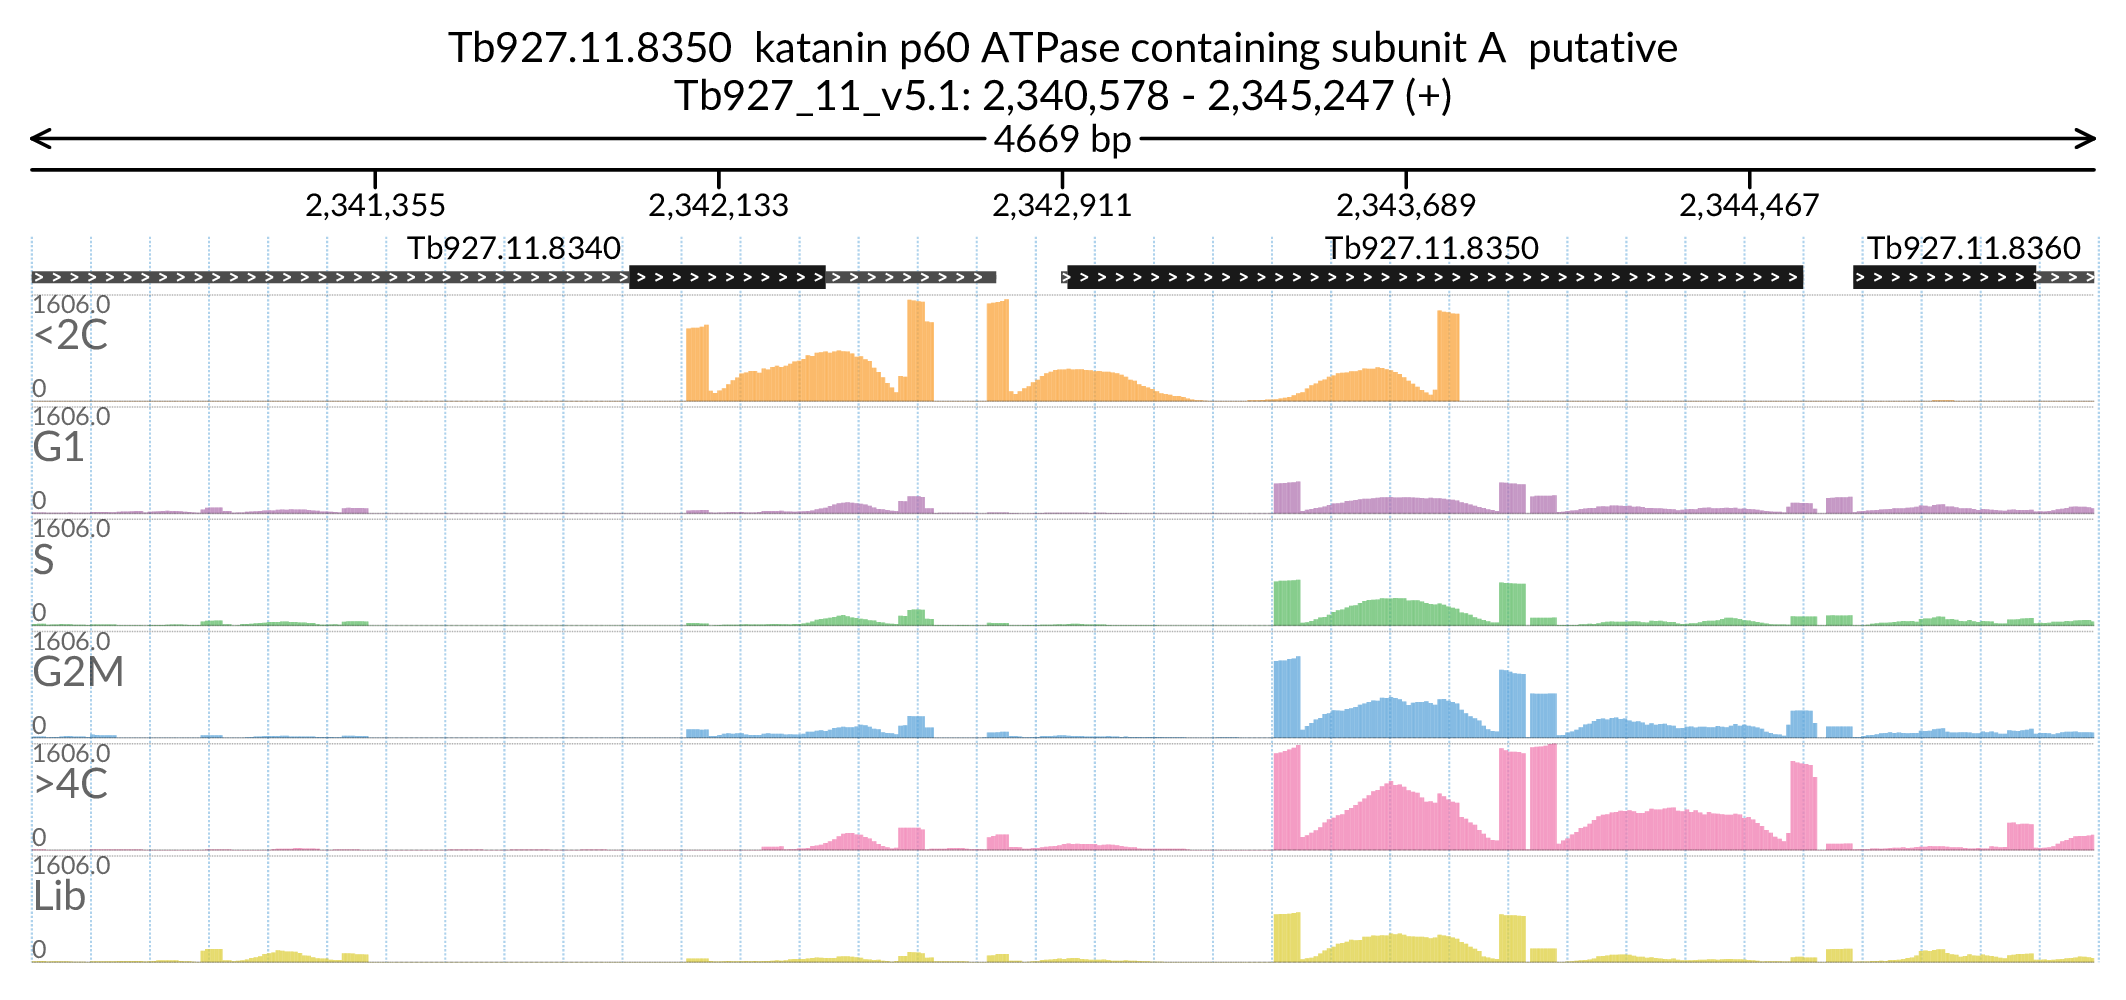 Tb927.11.8350  katanin p60 ATPase containing subunit A  putative
Tb927_11_v5.1: 2,340,578 - 2,345,247 (+)
4669 bp
2,341,355 2,342,133 2,342,911 2,343,689 2,344,467
Tb927.11.8340 Tb927.11.8350 Tb927.11.8360
1606.0
<2C
0
1606.0
G1
0
1606.0
S
0
1606.0
G2M
0
1606.0
>4C
0
1606.0
Lib
0